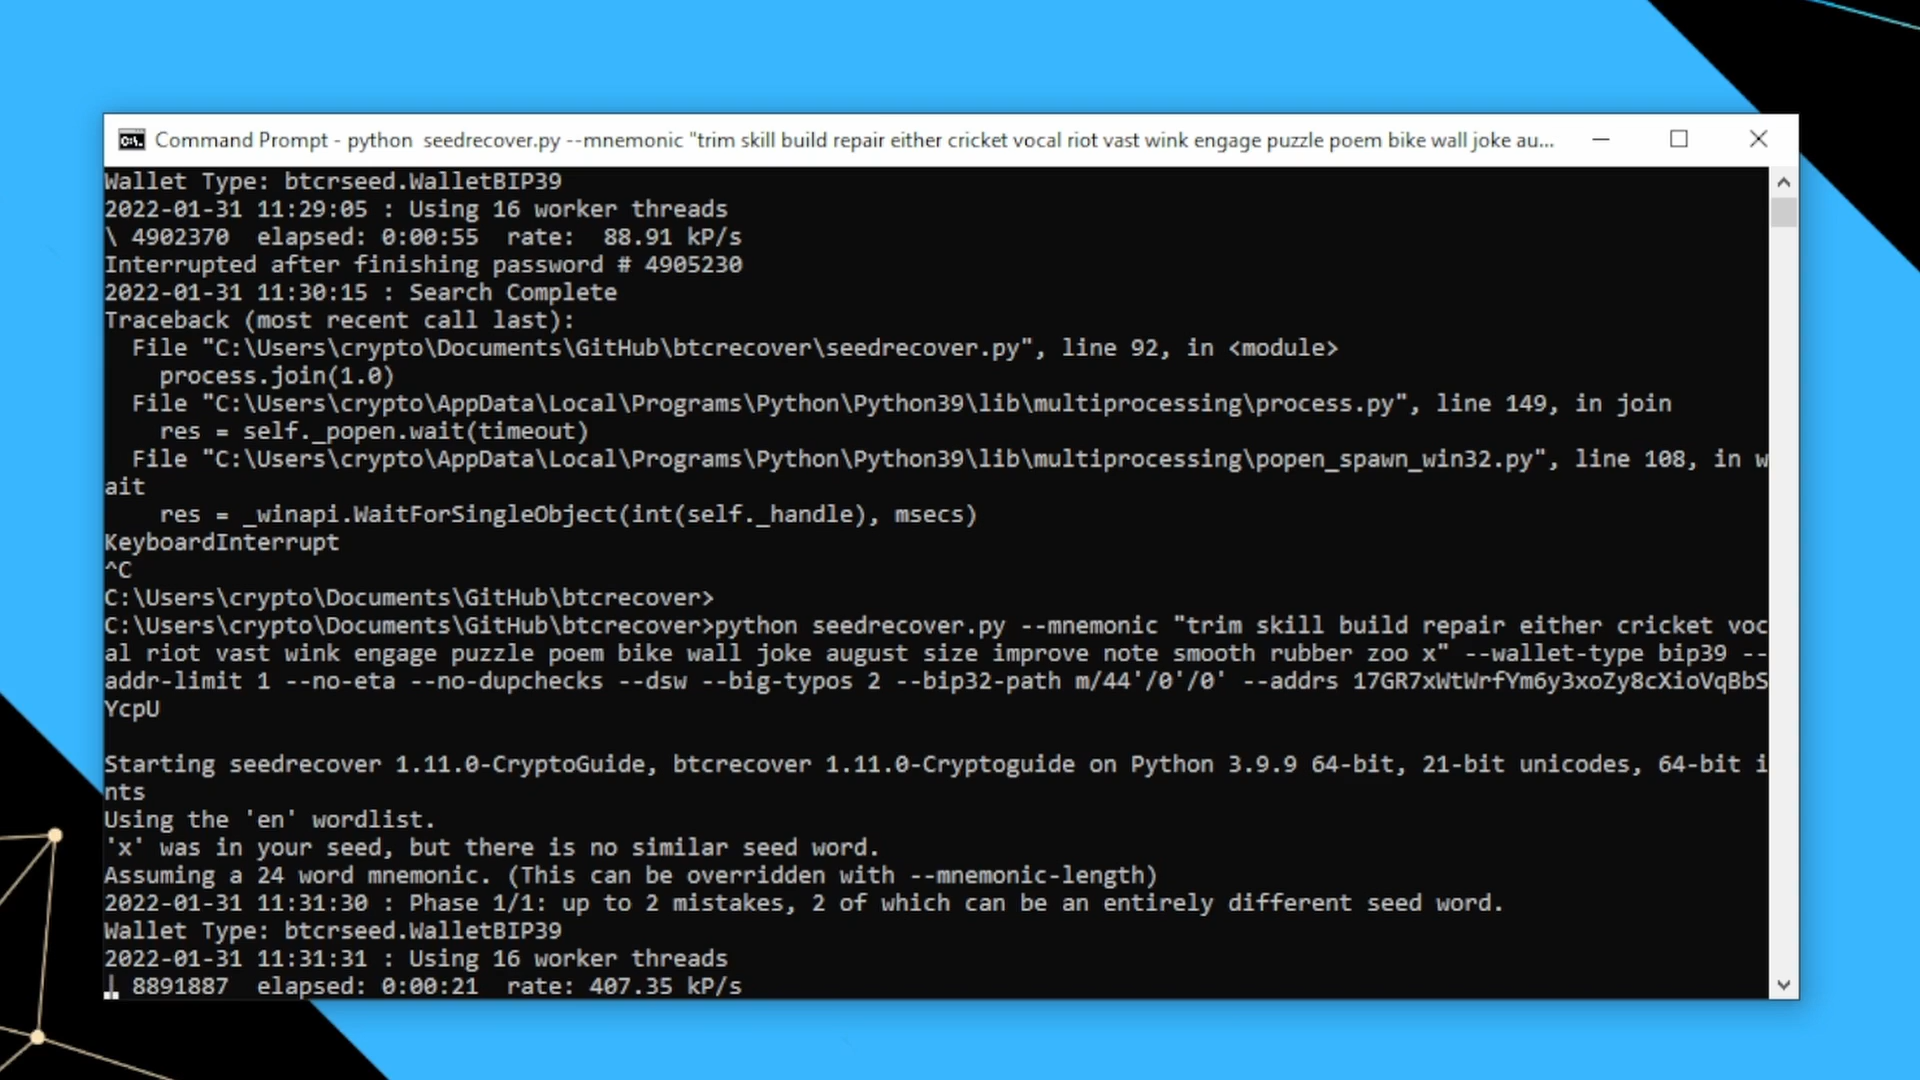 Command Prompt - python  seedrecover.py --mnemonic "trim skill build repair either cricket vocal riot vast wink engage puzzle poem bike wall joke au...
Wallet Type: btcrseed.WalletBIP39
2022-01-31 11:29:05 : Using 16 worker threads
\ 4902370  elapsed: 0:00:55  rate:  88.91 kP/s
Interrupted after finishing password # 4905230
2022-01-31 11:30:15 : Search Complete
Traceback (most recent call last):
  File "C:\Users\crypto\Documents\GitHub\btcrecover\seedrecover.py", line 92, in <module>
    process.join(1.0)
  File "C:\Users\crypto\AppData\Local\Programs\Python\Python39\lib\multiprocessing\process.py", line 149, in join
    res = self._popen.wait(timeout)
  File "C:\Users\crypto\AppData\Local\Programs\Python\Python39\lib\multiprocessing\popen_spawn_win32.py", line 108, in w
ait
    res = _winapi.WaitForSingleObject(int(self._handle), msecs)
KeyboardInterrupt
^C
C:\Users\crypto\Documents\GitHub\btcrecover>
C:\Users\crypto\Documents\GitHub\btcrecover>python seedrecover.py --mnemonic "trim skill build repair either cricket voc
al riot vast wink engage puzzle poem bike wall joke august size improve note smooth rubber zoo x" --wallet-type bip39 --
addr-limit 1 --no-eta --no-dupchecks --dsw --big-typos 2 --bip32-path m/44'/0'/0' --addrs 17GR7xWtWrfYm6y3xoZy8cXioVqBbS
YcpU
Starting seedrecover 1.11.0-CryptoGuide, btcrecover 1.11.0-Cryptoguide on Python 3.9.9 64-bit, 21-bit unicodes, 64-bit i
nts
Using the 'en' wordlist.
'x' was in your seed, but there is no similar seed word.
Assuming a 24 word mnemonic. (This can be overridden with --mnemonic-length)
2022-01-31 11:31:30 : Phase 1/1: up to 2 mistakes, 2 of which can be an entirely different seed word.
Wallet Type: btcrseed.WalletBIP39
2022-01-31 11:31:31 : Using 16 worker threads
| 8891887  elapsed: 0:00:21  rate: 407.35 kP/s